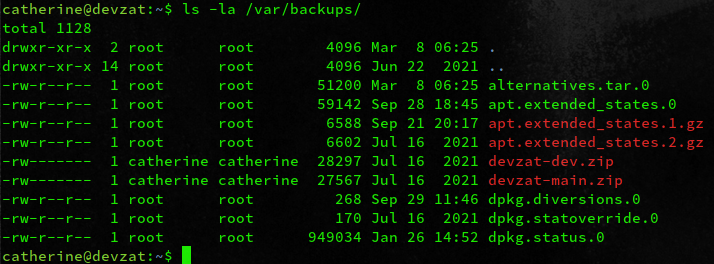 catherine@devzat:~$ ls -la /var/backups/
total 1128
drwxr-xr-x  2 root      root        4096 Mar  8 06:25 .
drwxr-xr-x 14 root      root        4096 Jun 22  2021 ..
-rw-r--r--  1 root      root       51200 Mar  8 06:25 alternatives.tar.0
-rw-r--r--  1 root      root       59142 Sep 28 18:45 apt.extended_states.0
-rw-r--r--  1 root      root        6588 Sep 21 20:17 apt.extended_states.1.gz
-rw-r--r--  1 root      root        6602 Jul 16  2021 apt.extended_states.2.gz
-rw-------  1 catherine catherine  28297 Jul 16  2021 devzat-dev.zip
-rw-------  1 catherine catherine  27567 Jul 16  2021 devzat-main.zip
-rw-r--r--  1 root      root         268 Sep 29 11:46 dpkg.diversions.0
-rw-r--r--  1 root      root         170 Jul 16  2021 dpkg.statoverride.0
-rw-r--r--  1 root      root      949034 Jan 26 14:52 dpkg.status.0
catherine@devzat:~$